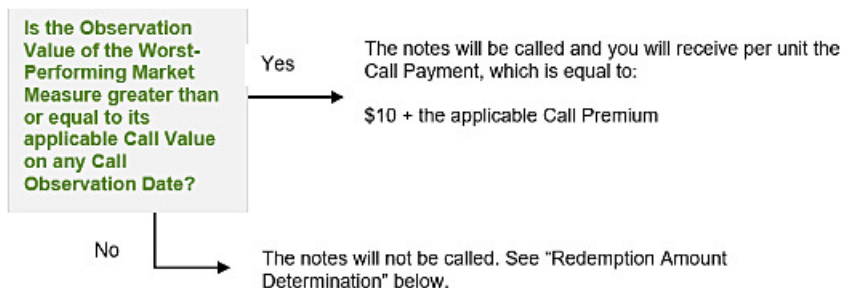 Is the Observation
Value of the Worst-
Performing Market
Measure greater than
or equal to its
applicable Call Value
on any Call
Observation Date?
Yes
The notes will be called and you will receive per unit the
Call Payment, which is equal to:
$10 + the applicable Call Premium
No
The notes will not be called. See "Redemption Amount
Determination" below.